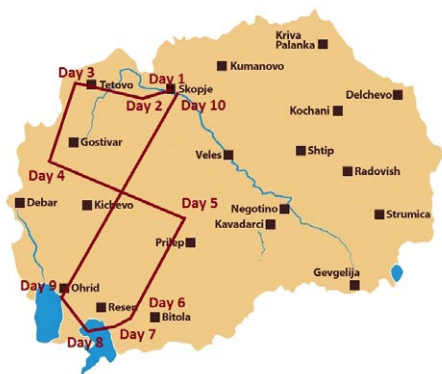 Kriva
Palanka
Kumanovo
Day 3
Tetovo
Day 1
Skopje
Day 2
Day 10
Delchevo
Kochani
Gostivar
Veles
Shtip
Day 4
Radovish
Debar
Kichevo
Day 5
Negotino
Strumica
Kavadarci
Prilep
Gevgelija
Day 9
Ohrid
Resen
Day 6
Bitola
Day 7
Day 8